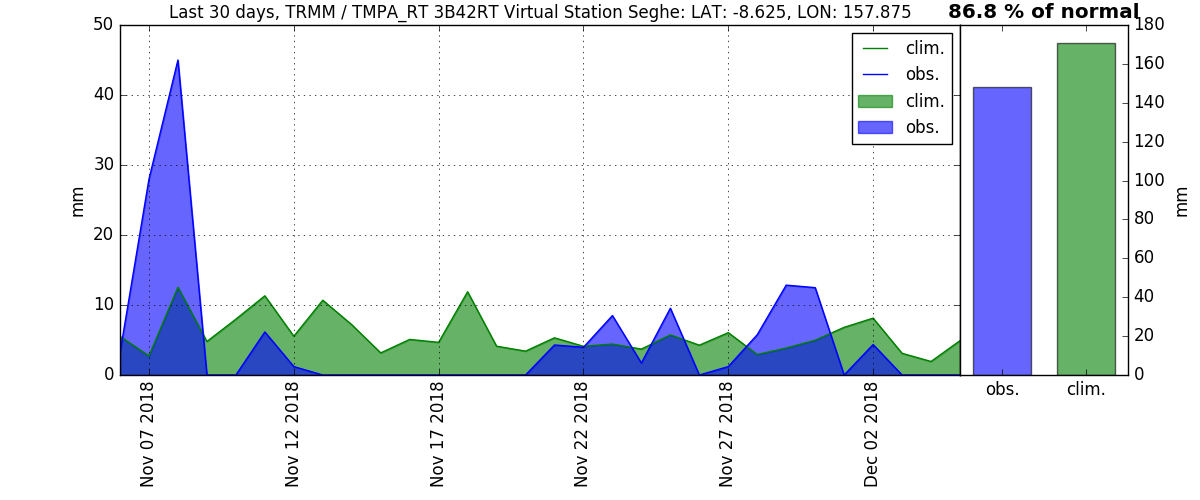 Last 30 days, TRMM / TMPA_RT 3B42RT Virtual Station Seghe: LAT: -8.625, LON: 157.875
86.8 % of normal
mm
50
40
30
20
10
0
clim.
obs.
clim.
obs.
Nov 07 2018
Nov 12 2018
Nov 17 2018
Nov 22 2018
Nov 27 2018
Dec 02 2018
180
160
140
120
100
80
60
40
20
0
mm
obs.
clim.